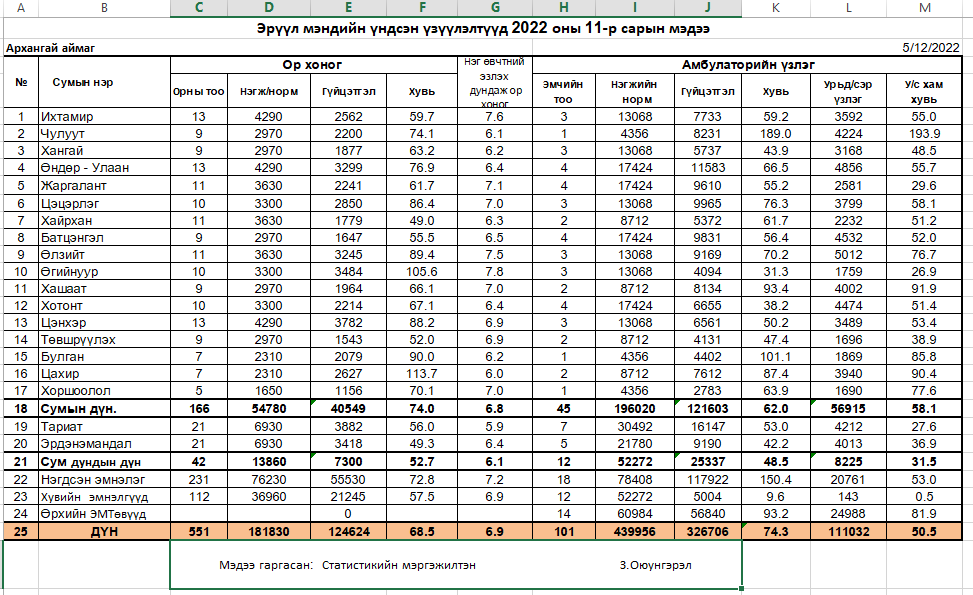 A B C D E F G H I J K L M
Эрүүл мэндийн үндсэн үзүүлэлтүүд 2022 оны 11-р сарын мэдээ
Архангай аймаг 5/12/2022
№ Сумын нэр Ор хоног Нэг өвчтний эзлэх дундаж ор хоног Амбулаторийн үзлэг
Орны тоо Нэгж/норм Гүйцэтгэл Хувь Эмчийн тоо Нэгжийн норм Гүйцэтгэл Хувь Урьд/сэр үзлэг У/с хам хувь
1 Ихтамир 13 4290 2562 59.7 7.6 3 13068 7733 59.2 3592 55.0
2 Чулуут 9 2970 2200 74.1 6.1 1 4356 8231 189.0 4224 193.9
3 Хангай 9 2970 1877 63.2 6.2 3 13068 5737 43.9 3168 48.5
4 Өндөр - Улаан 13 4290 3299 76.9 6.4 4 17424 11583 66.5 4856 55.7
5 Жаргалант 11 3630 2241 61.7 7.1 4 17424 9610 55.2 2581 29.6
6 Цэцэрлэг 10 3300 2850 86.4 7.0 3 13068 9965 76.3 3799 58.1
7 Хайрхан 11 3630 1779 49.0 6.3 2 8712 5372 61.7 2232 51.2
8 Батцэнгэл 9 2970 1647 55.5 6.5 4 17424 9831 56.4 4532 52.0
9 Өлзийт 11 3630 3245 89.4 7.5 3 13068 9169 70.2 5012 76.7
10 Өгийнуур 10 3300 3484 105.6 7.8 3 13068 4094 31.3 1759 26.9
11 Хашаат 9 2970 1964 66.1 7.0 2 8712 8134 93.4 4002 91.9
12 Хотонт 10 3300 2214 67.1 6.4 4 17424 6655 38.2 4474 51.4
13 Цэнхэр 13 4290 3782 88.2 6.9 3 13068 6561 50.2 3489 53.4
14 Төвшрүүлэх 9 2970 1543 52.0 6.9 2 8712 4131 47.4 1696 38.9
15 Булган 7 2310 2079 90.0 6.2 1 4356 4402 101.1 1869 85.8
16 Цахир 7 2310 2627 113.7 6.0 2 8712 7612 87.4 3940 90.4
17 Хоршоолол 5 1650 1156 70.1 7.0 1 4356 2783 63.9 1690 77.6
18 Сумын дүн. 166 54780 40549 74.0 6.8 45 196020 121603 62.0 56915 58.1
19 Тариат 21 6930 3882 56.0 5.9 7 30492 16147 53.0 4212 27.6
20 Эрдэнэмандал 21 6930 3418 49.3 6.4 5 21780 9190 42.2 4013 36.9
21 Сум дундын дүн 42 13860 7300 52.7 6.1 12 52272 25337 48.5 8225 31.5
22 Нэгдсэн эмнэлэг 231 76230 55530 72.8 7.2 18 78408 117922 150.4 20761 53.0
23 Хувийн эмнэлгүүд 112 36960 21245 57.5 6.9 12 52272 5004 9.6 143 0.5
24 Өрхийн ЭМТөвүүд 0 14 60984 56840 93.2 24988 81.9
25 ДҮН 551 181830 124624 68.5 6.9 101 439956 326706 74.3 111032 50.5
Мэдээ гаргасан: Статистикийн мэргэжилтэн З.Оюунгэрэл